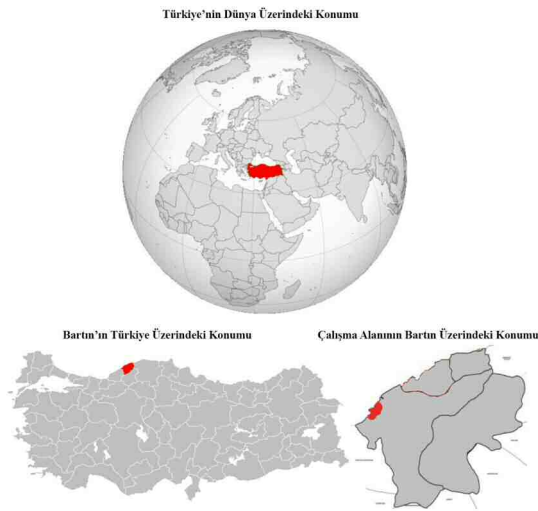 Türkiye’nin Dünya Üzerindeki Konumu
Bartın’ın Türkiye Üzerindeki Konumu
Çalışma Alanının Bartın Üzerindeki Konumu